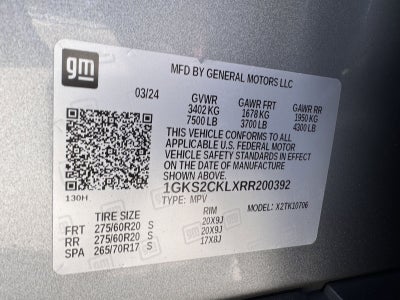 gm
MFD BY GENERAL MOTORS LLC
03/24 GVWR GAWR FRT GAWR RR
3402 KG 1678 KG 1950 KG
7500 LB 3700 LB 4300 LB
THIS VEHICLE CONFORMS TO ALL
APPLICABLE U.S. FEDERAL MOTOR
VEHICLE SAFETY STANDARDS IN EFFECT
ON THE DATE OF MANUFACTURE
SHOWN ABOVE.
1GKS2CKLXRR200392
130H TYPE: MPV MODEL: X2TK10706
TIRE SIZE RIM
FRT 275/60R20 S 20X9J
RR 275/60R20 S 20X9J
SPA 265/70R17 S 17X8J